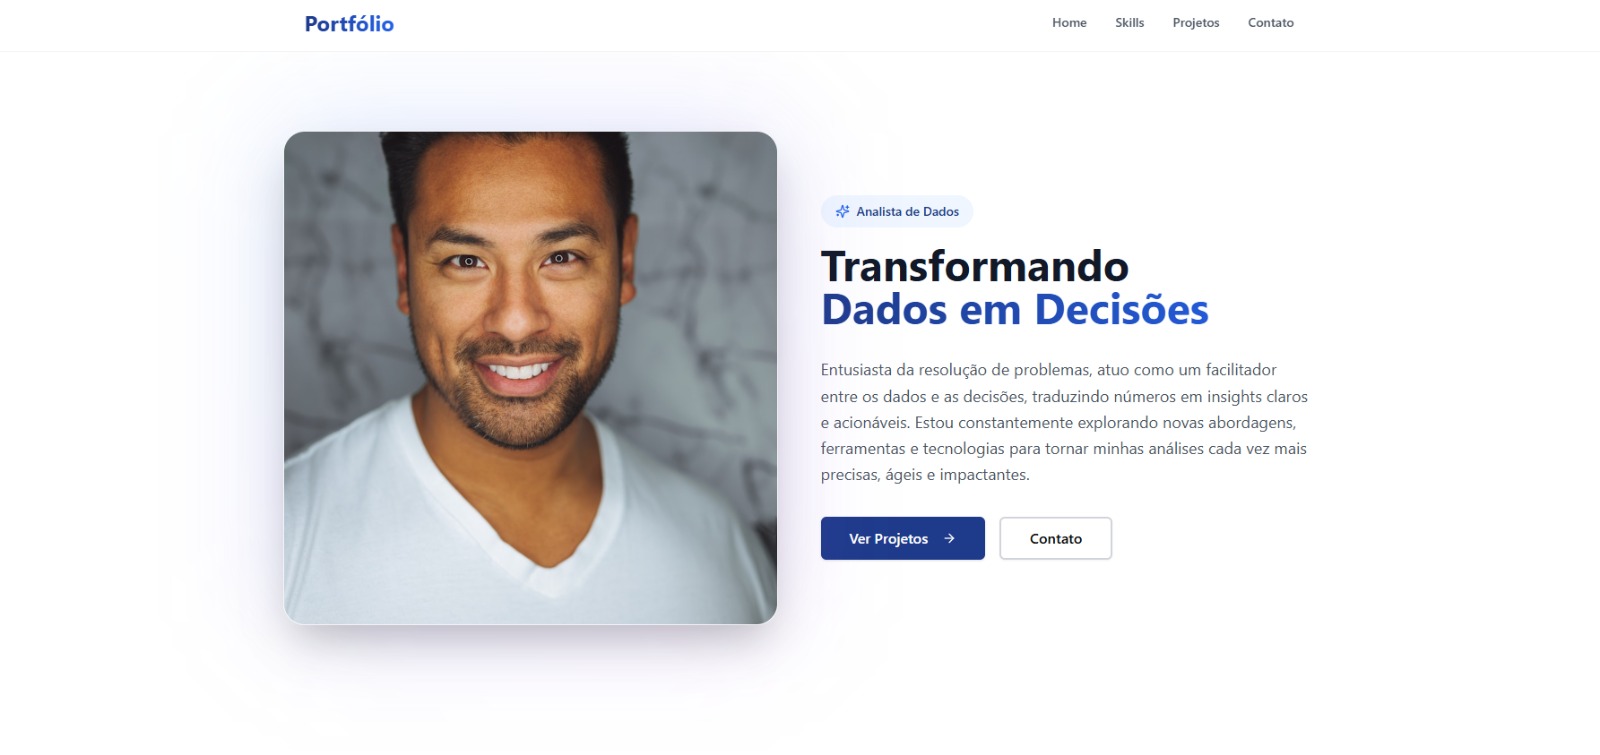 Portfólio
Home Skills Projetos Contato
Analista de Dados
Transformando
Dados em Decisões
Entusiasta da resolução de problemas, atuo como um facilitador
entre os dados e as decisões, traduzindo números em insights claros
e acionáveis. Estou constantemente explorando novas abordagens,
ferramentas e tecnologias para tornar minhas análises cada vez mais
precisas, ágeis e impactantes.
Ver Projetos
Contato